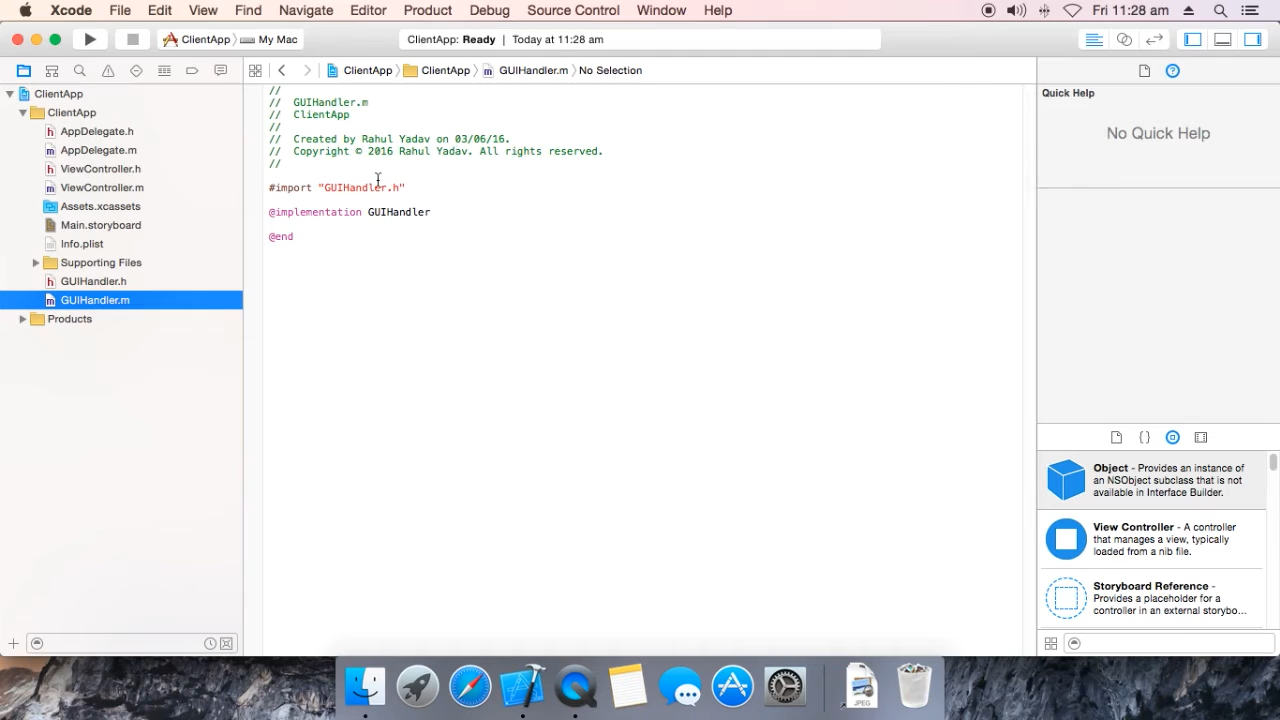 Xcode File Edit View Find Navigate Editor Product Debug Source Control Window Help Fri 11:28 am
ClientApp My Mac ClientApp: Ready | Today at 11:28 am
ClientApp ClientApp GUIHandler.m No Selection
ClientApp
ClientApp
AppDelegate.h
AppDelegate.m
ViewController.h
ViewController.m
Assets.xcassets
Main.storyboard
Info.plist
Supporting Files
GUIHandler.h
GUIHandler.m
Products
//
// GUIHandler.m
// ClientApp
//
// Created by Rahul Yadav on 03/06/16.
// Copyright © 2016 Rahul Yadav. All rights reserved.
//
#import "GUIHandler.h"
@implementation GUIHandler
@end
Quick Help
No Quick Help
Object - Provides an instance of
an NSObject subclass that is not
available in Interface Builder.
View Controller - A controller
that manages a view, typically
loaded from a nib file.
Storyboard Reference -
Provides a placeholder for a
controller in an external storybo...
JPEG